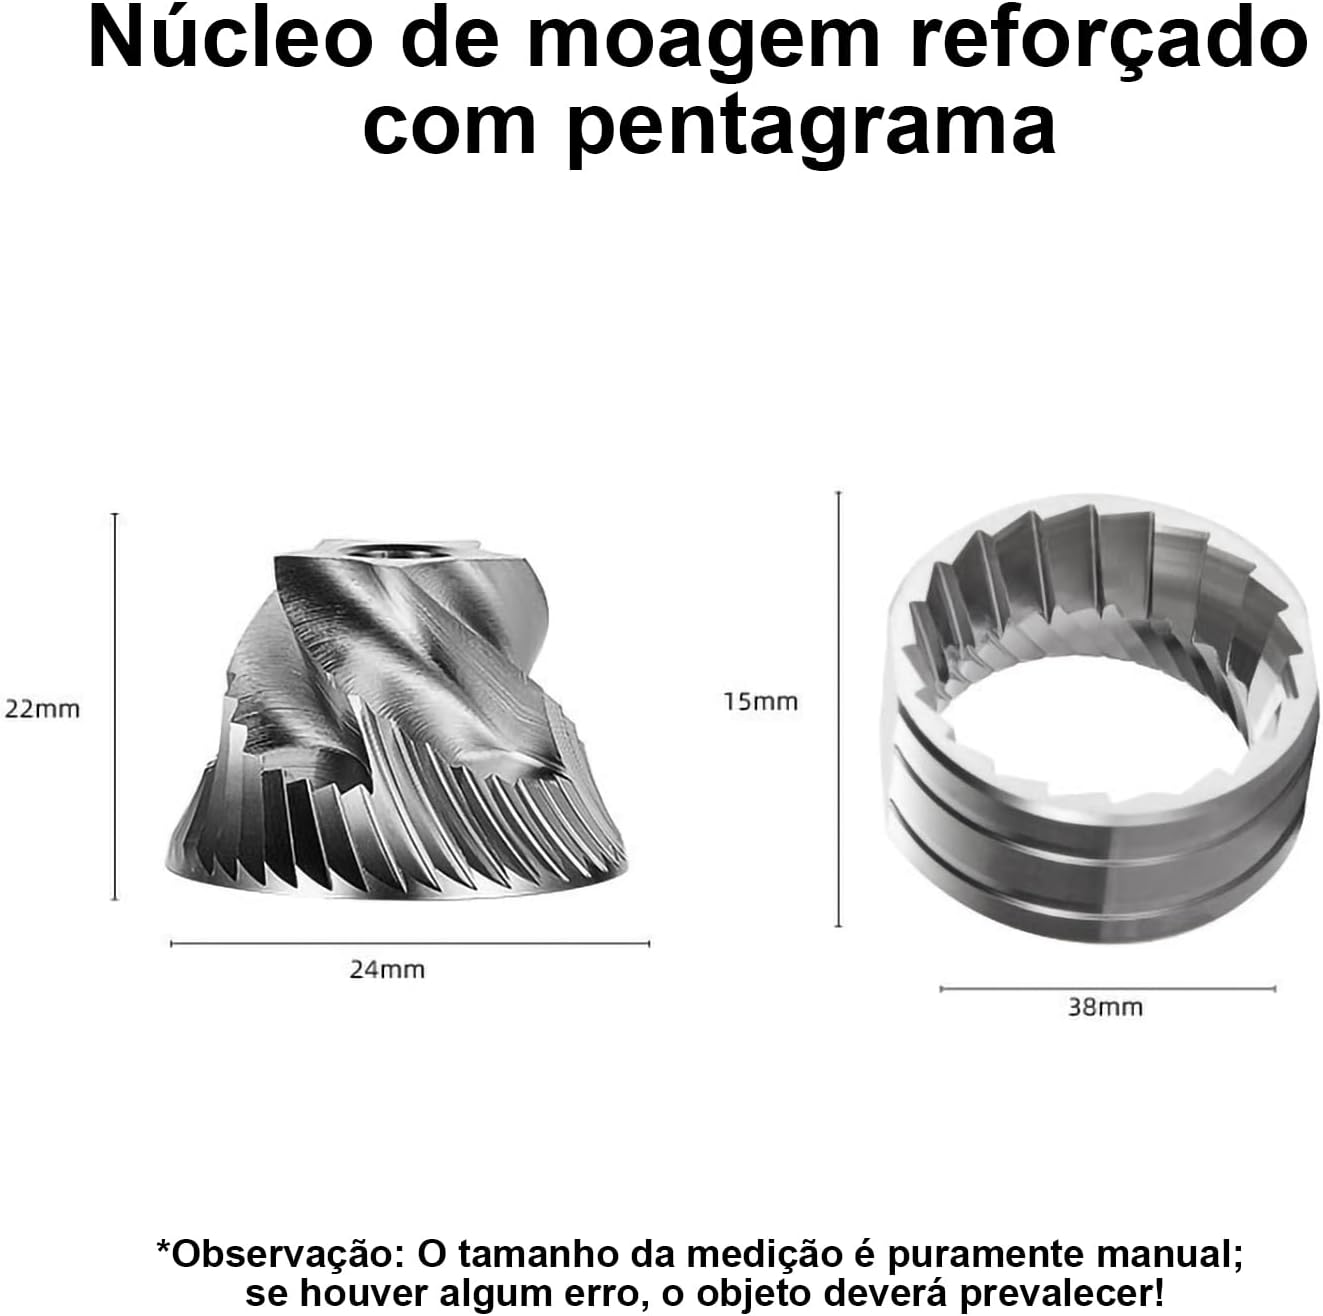 Núcleo de moagem reforçado
com pentagrama
22mm
24mm
15mm
38mm
*Observação: O tamanho da medição é puramente manual;
se houver algum erro, o objeto deverá prevalecer!